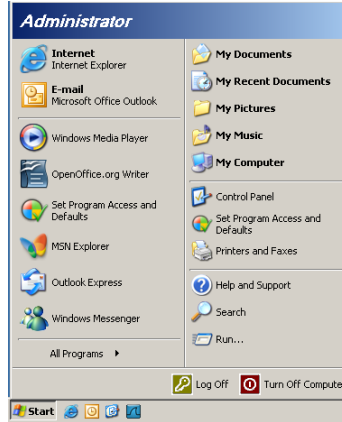 Administrator
Internet
Internet Explorer
E-mail
Microsoft Office Outlook
Windows Media Player
OpenOffice.org Writer
Set Program Access and
Defaults
MSN Explorer
Outlook Express
Windows Messenger
All Programs
My Documents
My Recent Documents
My Pictures
My Music
My Computer
Control Panel
Set Program Access and
Defaults
Printers and Faxes
Help and Support
Search
Run...
Log Off
Turn Off Compute
Start